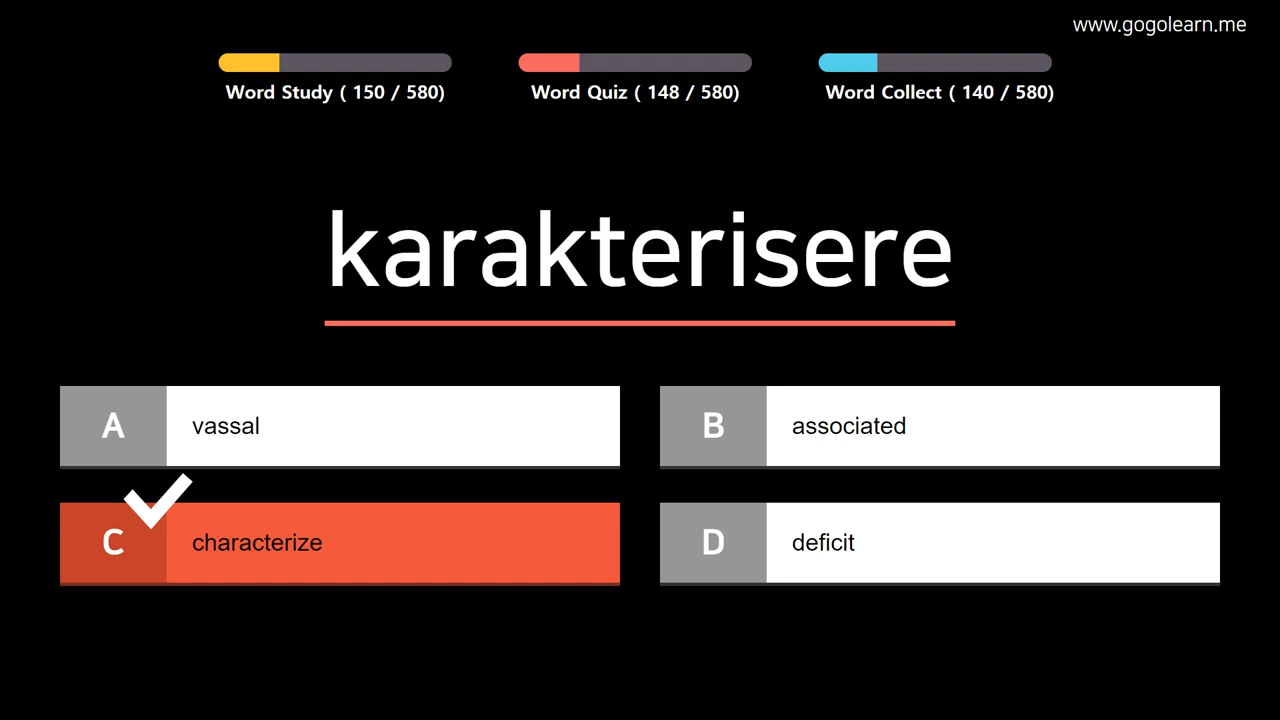 www.gogolearn.me
Word Study ( 150 / 580)
Word Quiz ( 148 / 580)
Word Collect ( 140 / 580)
karakterisere
A vassal
B associated
C characterize
D deficit